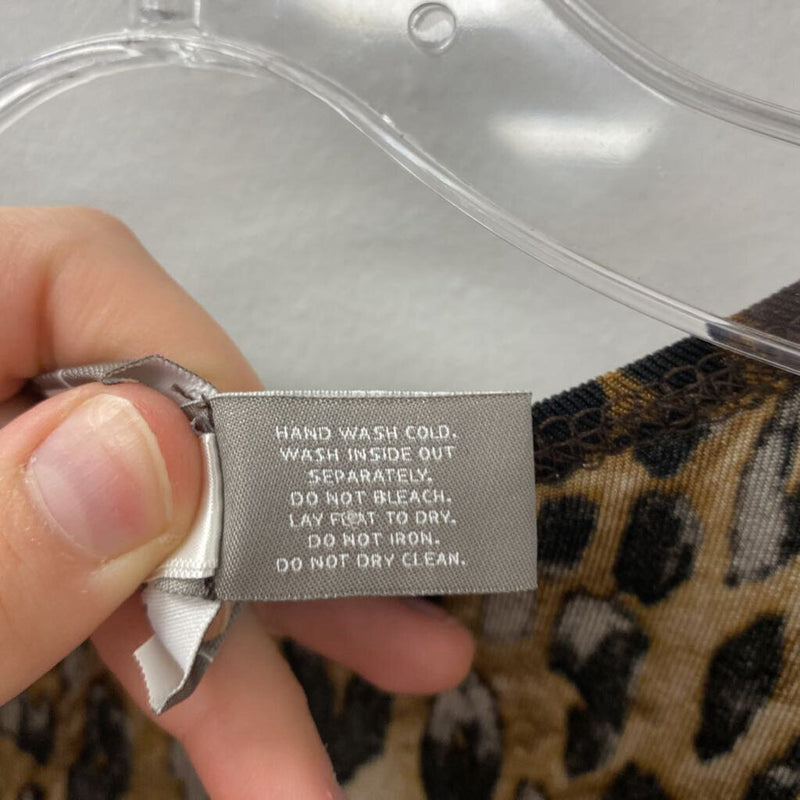 HAND WASH COLD.
WASH INSIDE OUT
SEPARATELY.
DO NOT BLEACH.
LAY FLAT TO DRY.
DO NOT IRON.
DO NOT DRY CLEAN.